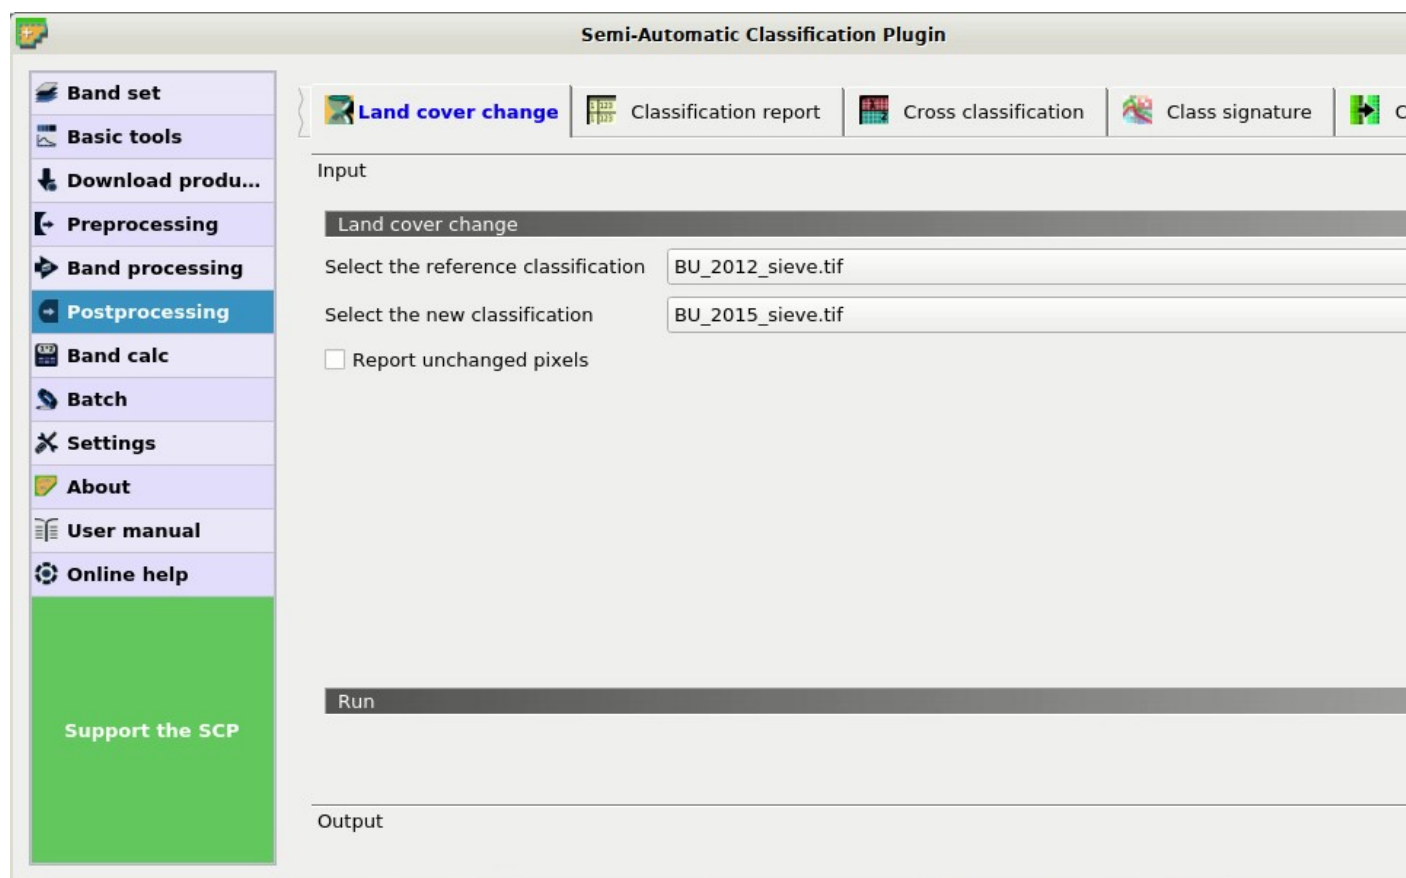 Semi-Automatic Classification Plugin
Band set
Basic tools
Download produ...
Preprocessing
Band processing
Postprocessing
Band calc
Batch
Settings
About
User manual
Online help
Support the SCP
Land cover change
Classification report
Cross classification
Class signature
Input
Land cover change
Select the reference classification BU_2012_sieve.tif
Select the new classification BU_2015_sieve.tif
Report unchanged pixels
Run
Output